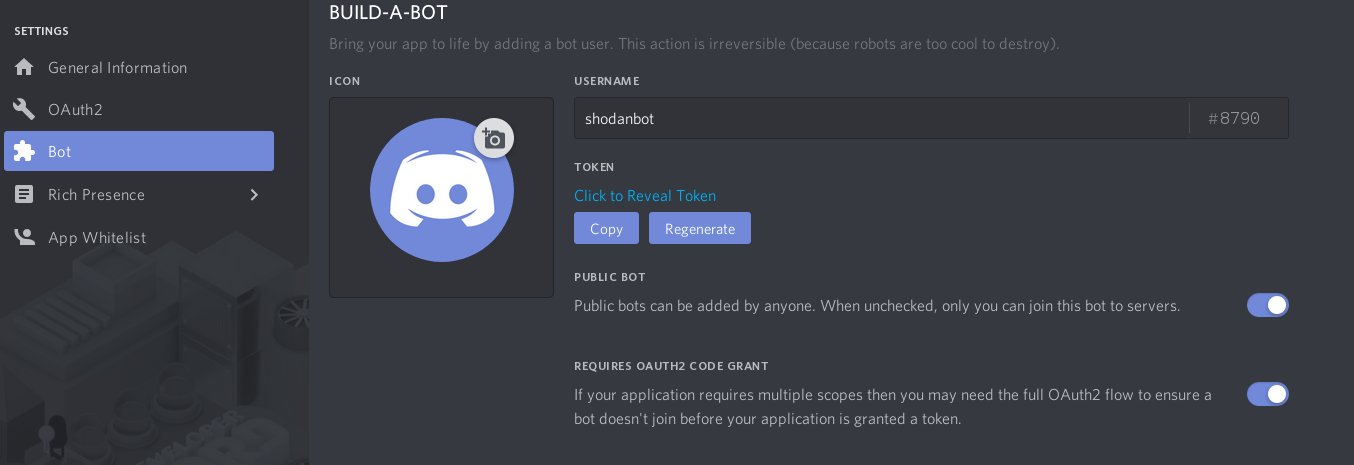 SETTINGS
General Information
OAuth2
Bot
Rich Presence
App Whitelist
BUILD-A-BOT
Bring your app to life by adding a bot user. This action is irreversible (because robots are too cool to destroy).
ICON
USERNAME
shodanbot #8790
TOKEN
Click to Reveal Token
Copy Regenerate
PUBLIC BOT
Public bots can be added by anyone. When unchecked, only you can join this bot to servers.
REQUIRES OAUTH2 CODE GRANT
If your application requires multiple scopes then you may need the full OAuth2 flow to ensure a
bot doesn't join before your application is granted a token.